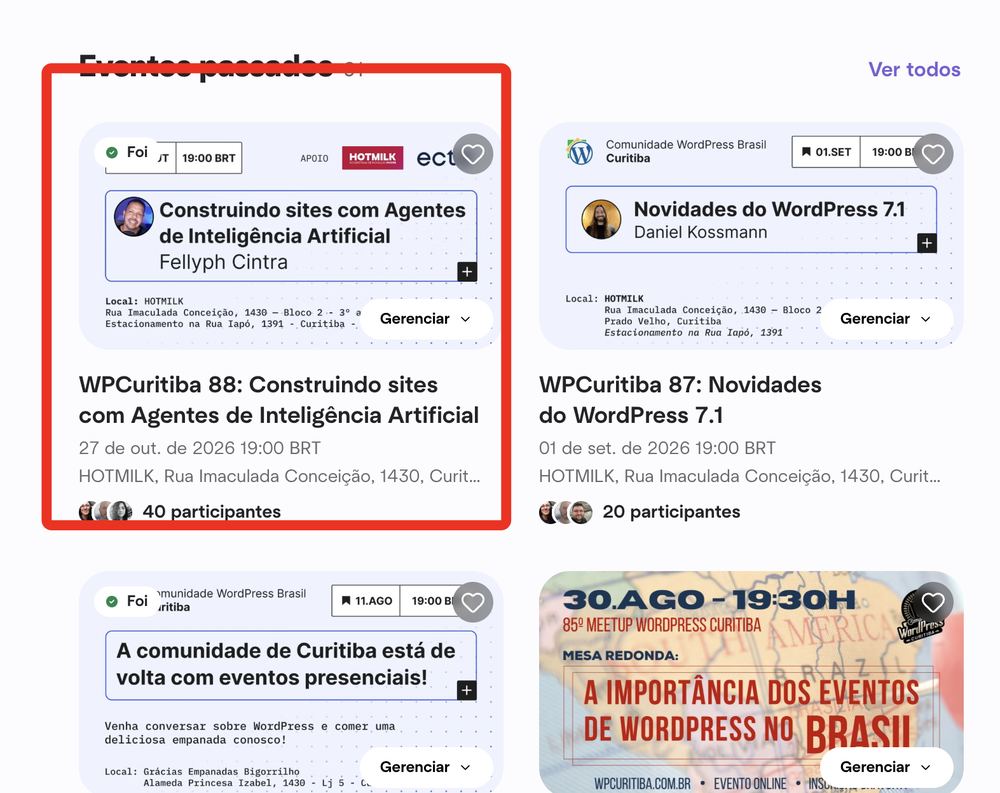 Eventos passados
Ver todos
Foi
19:00 BRT
APOIO
HOTMILK
Construindo sites com Agentes
de Inteligência Artificial
Fellyph Cintra
Local: HOTMILK
Rua Imaculada Conceição, 1430 – Bloco 2 - 3º
Estacionamento na Rua Iapó, 1391 - Curitiba -
Gerenciar
WPCuritiba 88: Construindo sites
com Agentes de Inteligência Artificial
27 de out. de 2026 19:00 BRT
HOTMILK, Rua Imaculada Conceição, 1430, Curit...
40 participantes
Comunidade WordPress Brasil
Curitiba
01.SET
19:00
Novidades do WordPress 7.1
Daniel Kossmann
Local: HOTMILK
Rua Imaculada Conceição, 1430 – Bloco 2
Prado Velho, Curitiba
Estacionamento na Rua Iapó, 1391
Gerenciar
WPCuritiba 87: Novidades
do WordPress 7.1
01 de set. de 2026 19:00 BRT
HOTMILK, Rua Imaculada Conceição, 1430, Curit...
20 participantes
Foi
WordPress Brasil
11.AGO
19:00
A comunidade de Curitiba está de
volta com eventos presenciais!
Venha conversar sobre WordPress e comer uma
deliciosa empanada conosco!
Local: Grácias Empanadas Bigorrilho
Alameda Princesa Izabel, 1430 - Lj 5 -
Gerenciar
30.AGO - 19:30H
85º MEETUP WORDPRESS CURITIBA
WordPress
CURITIBA
AMERICA
BRAZIL
MESA REDONDA:
A IMPORTÂNCIA DOS EVENTOS
DE WORDPRESS NO BRASIL
WPCURITIBA.COM.BR • EVENTO ONLINE •
Gerenciar